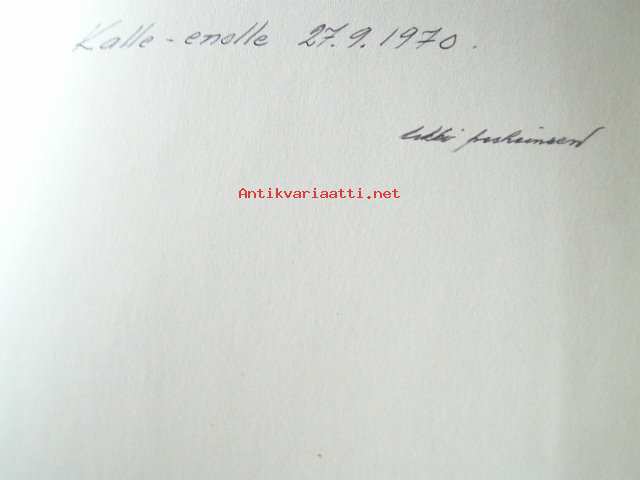 Kalle-enolle 27.9.1970.
Antikvariaatti.net